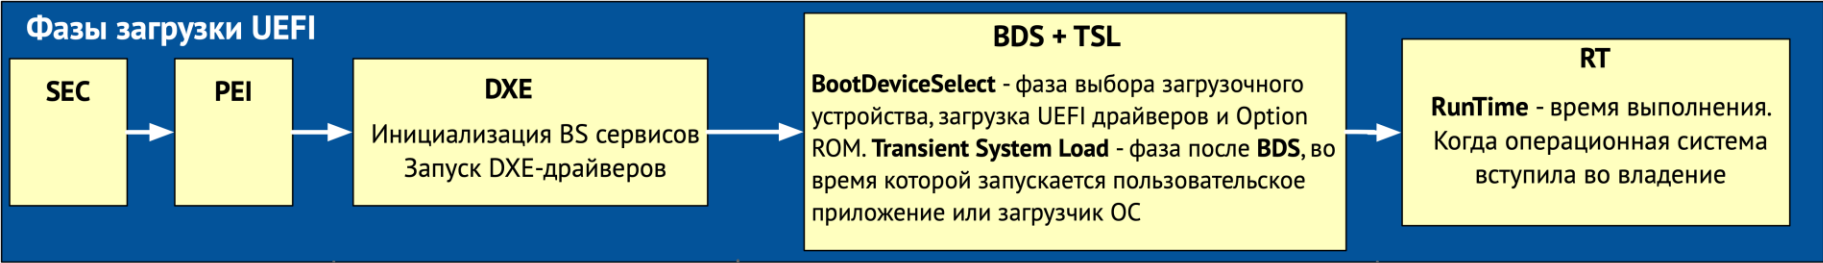 Фазы загрузки UEFI
SEC
PEI
DXE
Инициализация BS сервисов
Запуск DXE-драйверов
BDS + TSL
BootDeviceSelect - фаза выбора загрузочного
устройства, загрузка UEFI драйверов и Option
ROM. Transient System Load - фаза после BDS, во
время которой запускается пользовательское
приложение или загрузчик ОС
RT
RunTime - время выполнения.
Когда операционная система
вступила во владение